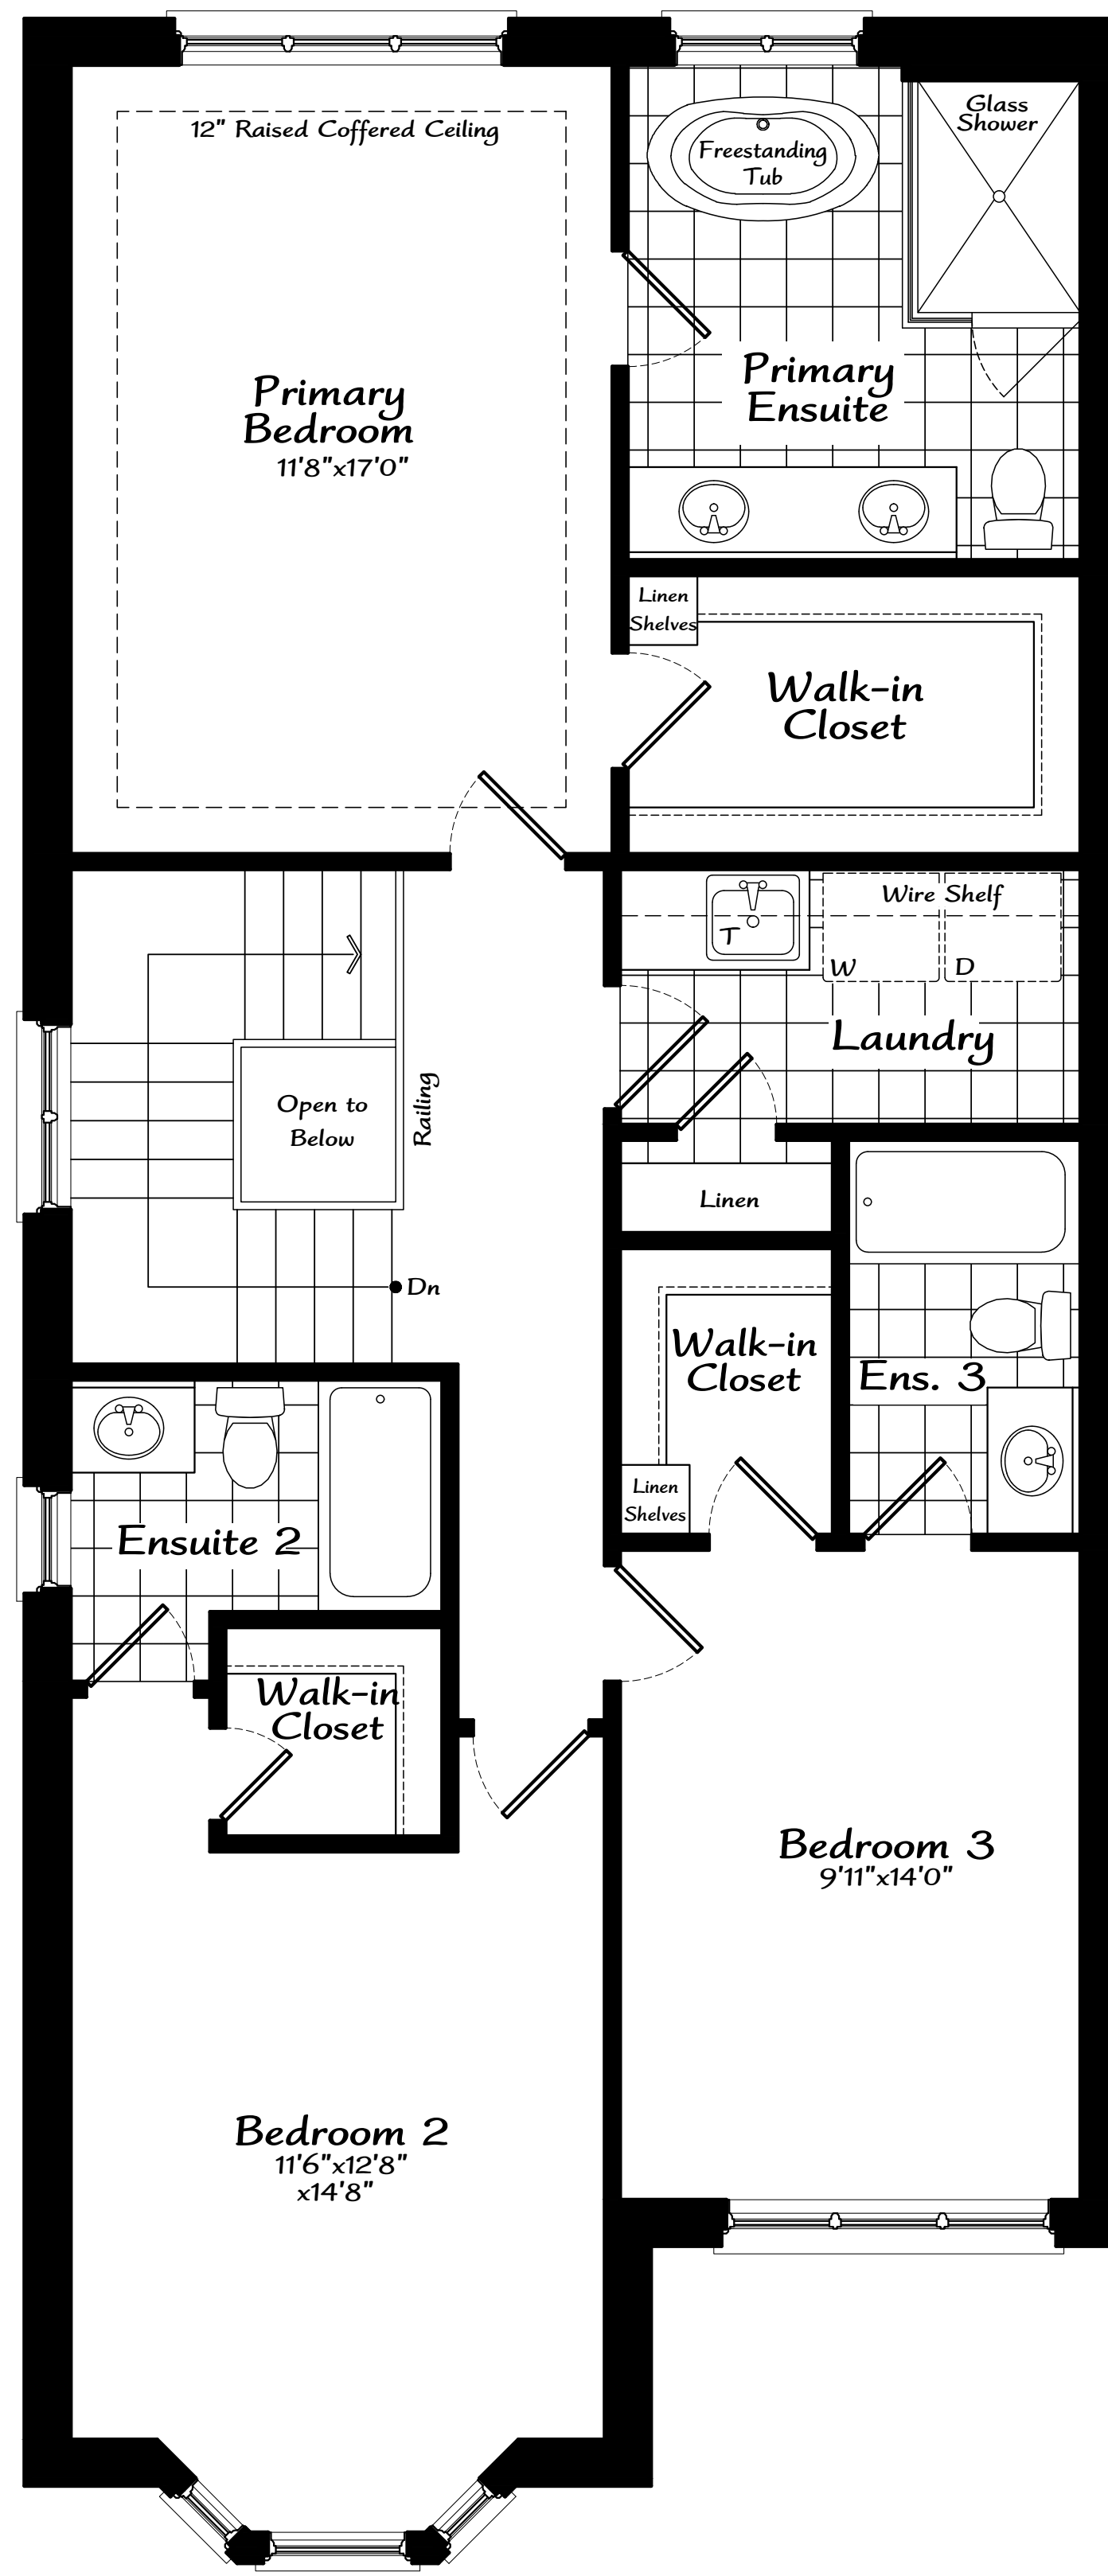 12" Raised Coffered Ceiling
Glass
Shower
Freestanding
Tub
Primary
Bedroom
11'8"x17'0"
Primary
Ensuite
Linen
Shelves
Walk-in
Closet
Wire Shelf
T
W
D
Laundry
Open to
Below
Railing
Linen
Dn
Walk-in
Closet
Ens. 3
Linen
Shelves
Ensuite 2
Walk-in
Closet
Bedroom 3
9'11"x14'0"
Bedroom 2
11'6"x12'8"
x14'8"